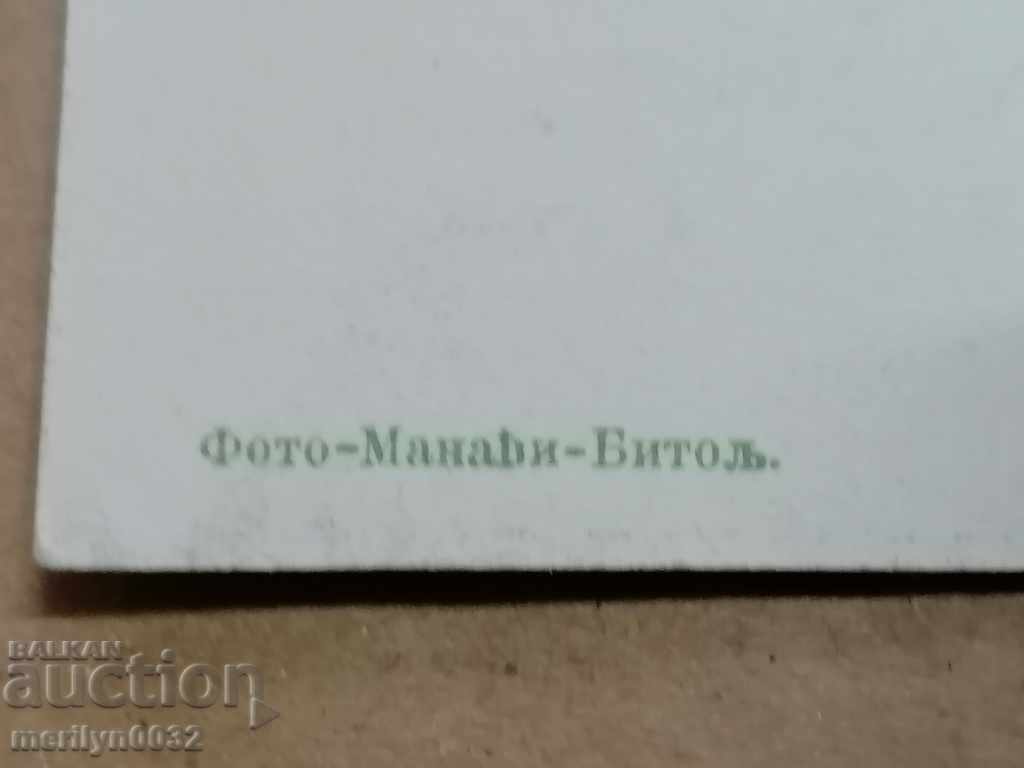 Фото-Манаћи-Битољ.
BALKAN
auction
merilyn0032